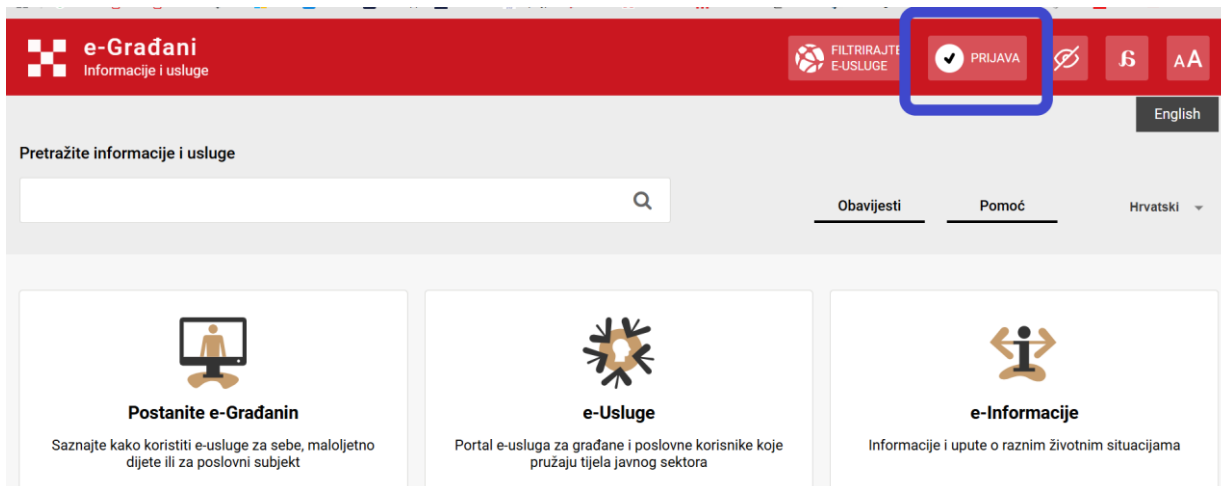 e-Građani
Informacije i usluge
FILTRIRAJTE
E-USLUGE
PRIJAVA
AA
English
Pretražite informacije i usluge
Obavijesti
Pomoć
Hrvatski
Postanite e-Građanin
Saznajte kako koristiti e-usluge za sebe, maloljetno
dijete ili za poslovni subjekt
e-Usluge
Portal e-usluga za građane i poslovne korisnike koje
pružaju tijela javnog sektora
e-Informacije
Informacije i upute o raznim životnim situacijama